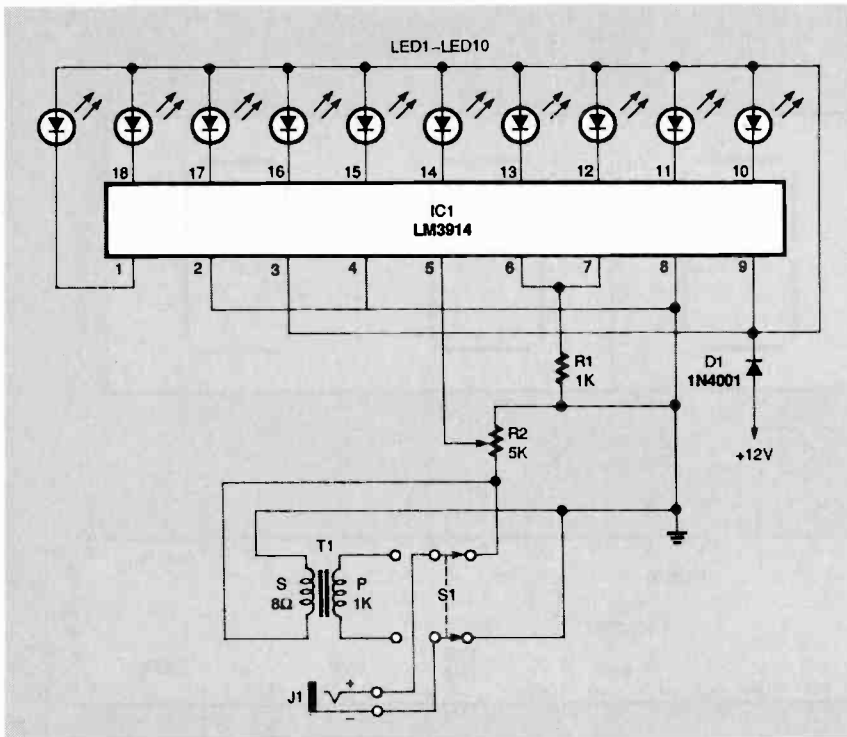 LED1–LED10
18 17 16 15 14 13 12 11 10
IC1
LM3914
1 2 3 4 5 6 7 8 9
R1
1K
D1
1N4001
R2
5K
+12V
T1
S
8Ω
P
1K
S1
J1
+
–